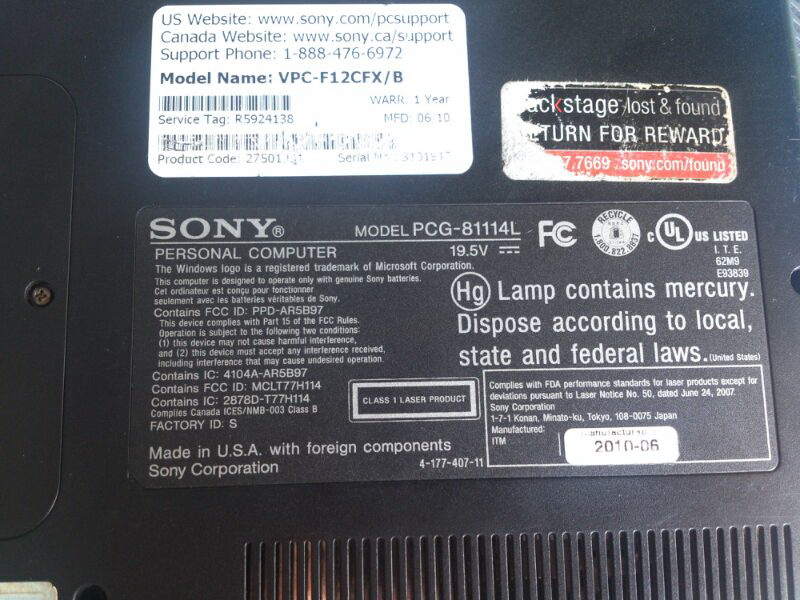 US Website: www.sony.com/pcsupport
Canada Website: www.sony.ca/support
Support Phone: 1-888-476-6972
Model Name: VPC-F12CFX/B
WARR: 1 Year
Service Tag: R5924138
MFD: 06 10
Product Code:
Serial
lost & found
FOR REWARD
sony.com/found
SONY®
MODEL PCG-81114L
PERSONAL COMPUTER
19.5V
The Windows logo is a registered trademark of Microsoft Corporation.
This computer is designed to operate only with genuine Sony batteries.
Cet ordinateur est conçu pour fonctionner
seulement avec les batteries véritables de Sony.
Contains FCC ID: PPD-AR5B97
This device complies with Part 15 of the FCC Rules.
Operation is subject to the following two conditions:
(1) this device may not cause harmful interference,
and (2) this device must accept any interference received,
including interference that may cause undesired operation.
Contains IC: 4104A-AR5B97
Contains FCC ID: MCLT77H114
Contains IC: 2878D-T77H114
Complies Canada ICES/NMB-003 Class B
FACTORY ID: S
Made in U.S.A. with foreign components
Sony Corporation
4-177-407-11
CLASS 1 LASER PRODUCT
FC
RECYCLE
1.800.822.8837
c UL US LISTED
I.T.E.
62M9
E93839
Hg Lamp contains mercury.
Dispose according to local,
state and federal laws. (United States)
Complies with FDA performance standards for laser products except for
deviations pursuant to Laser Notice No. 50, dated June 24, 2007.
Sony Corporation
1-7-1 Konan, Minato-ku, Tokyo, 108-0075 Japan
Manufactured:
ITM
2010-06